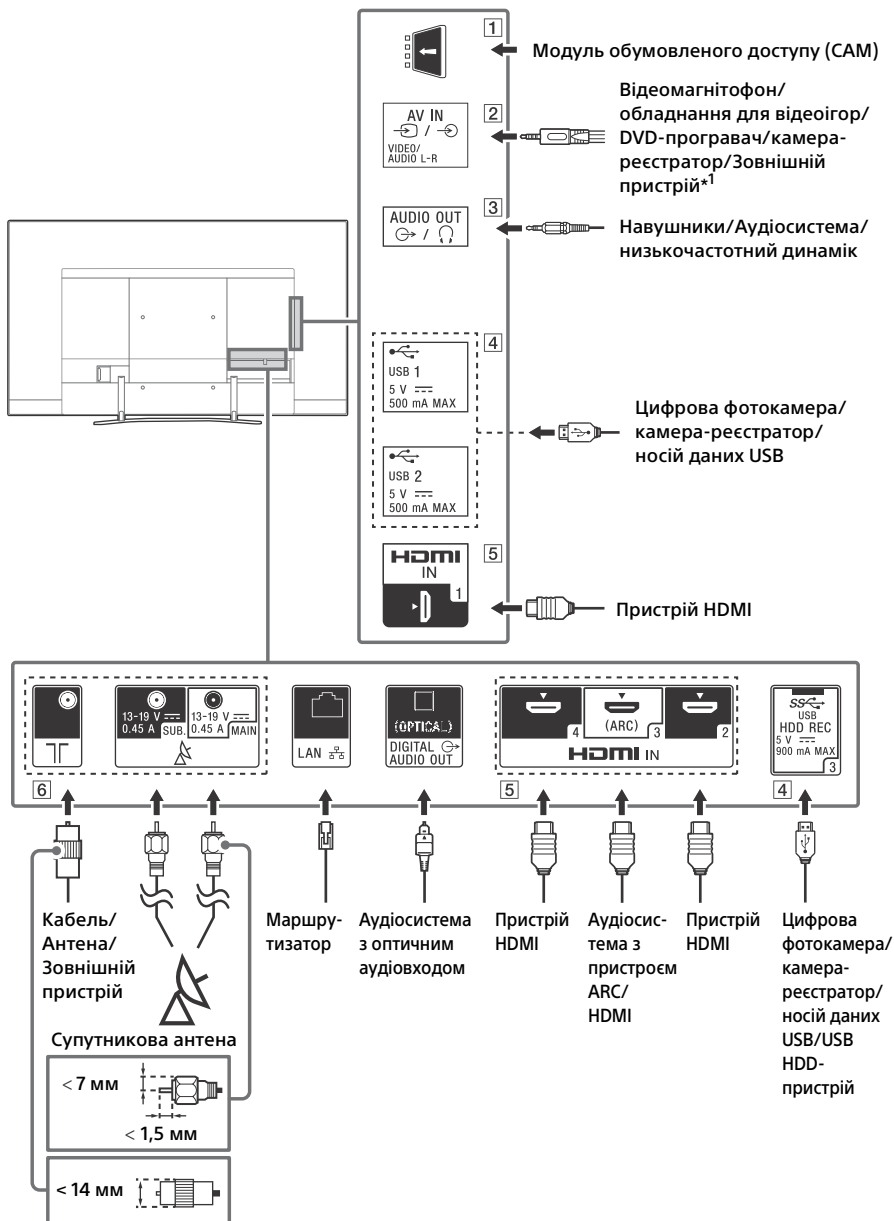 1
Модуль обумовленого доступу (CAM)
AV IN
/
VIDEO/
AUDIO L-R
2
Відеомагнітофон/
обладнання для відеоігор/
DVD-програвач/камера-
реєстратор/Зовнішній
пристрій*1
AUDIO OUT
/
3
Навушники/Аудіосистема/
низькочастотний динамік
4
USB 1
5 V
500 mA MAX
USB 2
5 V
500 mA MAX
Цифрова фотокамера/
камера-реєстратор/
носій даних USB
HDMI
IN
1
5
Пристрій HDMI
13-19 V
0.45 A
SUB.
13-19 V
0.45 A
MAIN
LAN
(OPTICAL)
DIGITAL
AUDIO OUT
4
(ARC)
3
2
HDMI IN
SS
USB
HDD REC
5 V
900 mA MAX
3
6
5
4
Кабель/
Антена/
Зовнішній
пристрій
Супутникова антена
Маршру-
тизатор
Аудіосистема
з оптичним
аудіовходом
Пристрій
HDMI
Аудіосис-
тема з
пристроєм
ARC/
HDMI
Пристрій
HDMI
Цифрова
фотокамера/
камера-
реєстратор/
носій даних
USB/USB
HDD-
пристрій
< 7 мм
< 1,5 мм
< 14 мм